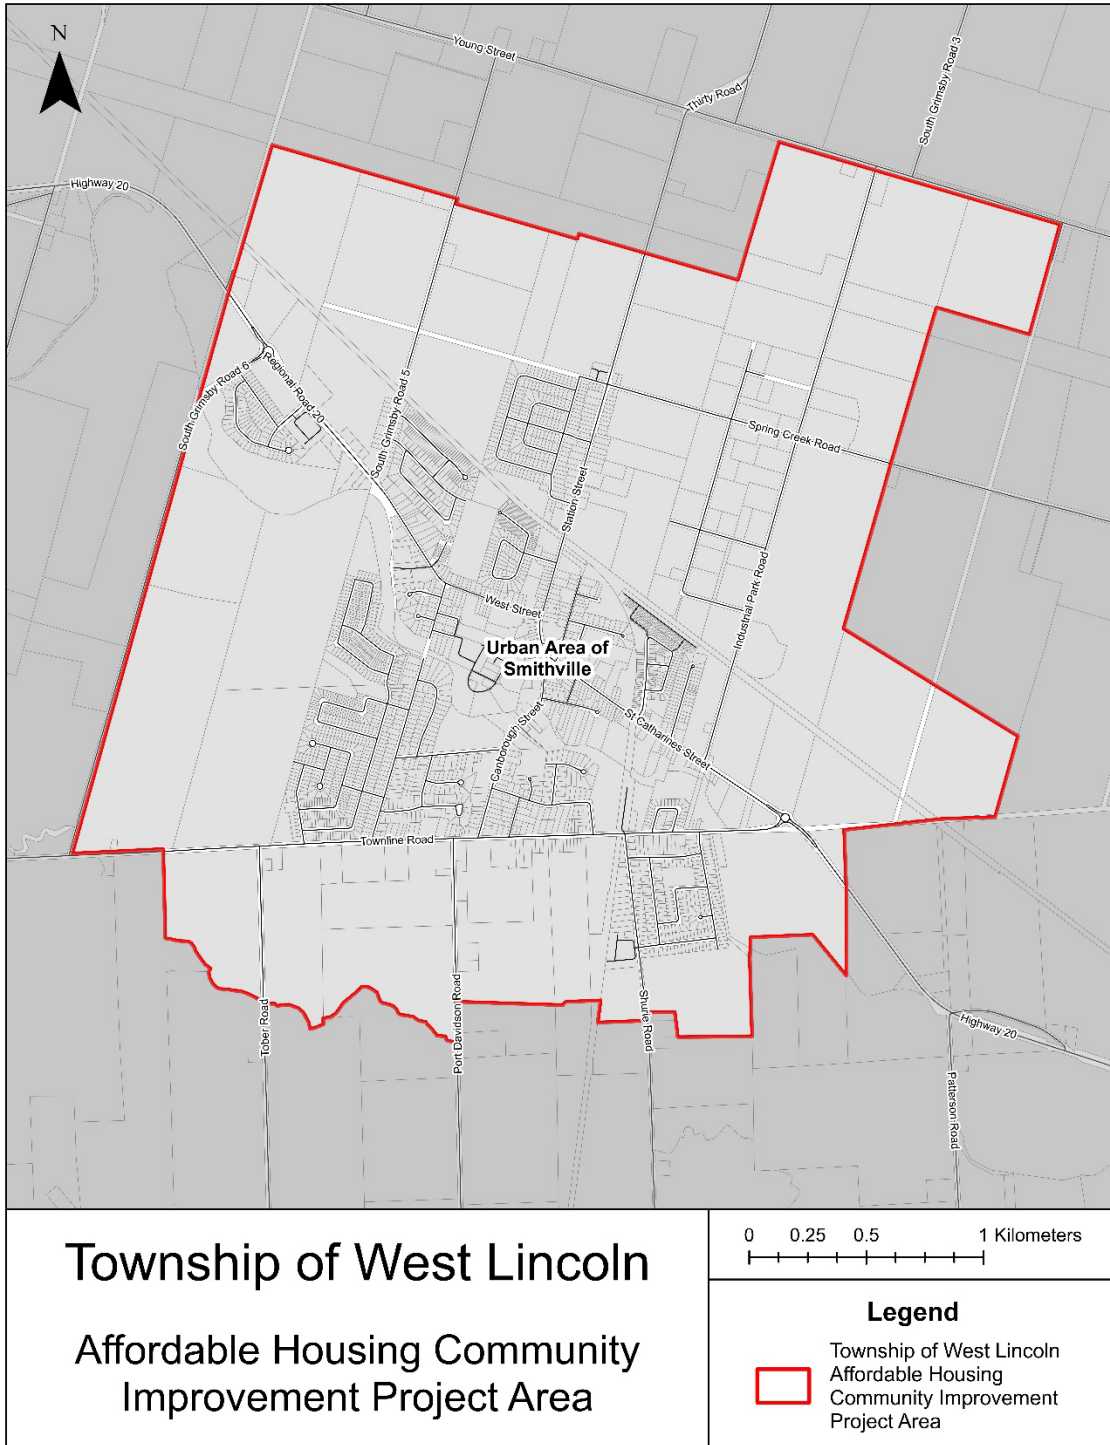 N
Young Street
Thirty Road
South Grimsby Road 3
Highway 20
South Grimsby Road 6
Regional Road 20
South Grimsby Road 5
Spring Creek Road
Station Street
Industrial Park Road
West Street
Urban Area of
Smithville
Canborough Street
St Catharines Street
Townline Road
Tober Road
Port Davidson Road
Shurie Road
Highway 20
Patterson Road
Township of West Lincoln
Affordable Housing Community
Improvement Project Area
0 0.25 0.5 1 Kilometers
Legend
Township of West Lincoln
Affordable Housing
Community Improvement
Project Area